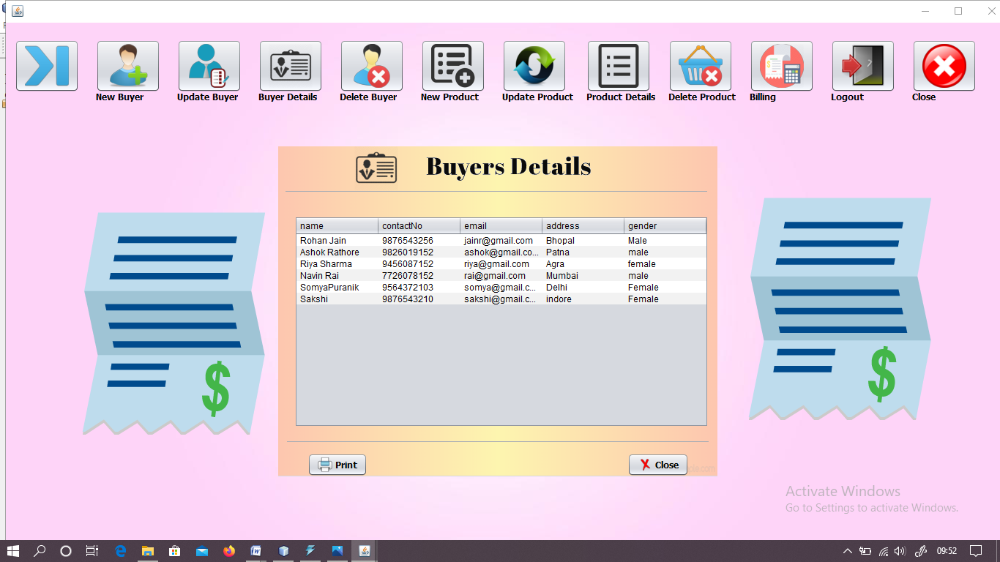 New Buyer Update Buyer Buyer Details Delete Buyer New Product Update Product Product Details Delete Product Billing Logout Close
Buyers Details
name contactNo email address gender
Rohan Jain 9876543256 jainr@gmail.com Bhopal Male
Ashok Rathore 9826019152 ashok@gmail.co... Patna male
Riya Sharma 9456087152 riya@gmail.com Agra female
Navin Rai 7726078152 rai@gmail.com Mumbai male
SomyaPuranik 9564372103 somya@gmail.c... Delhi Female
Sakshi 9876543210 sakshi@gmail.c... indore Female
Print Close
Activate Windows
Go to Settings to activate Windows.
09:52